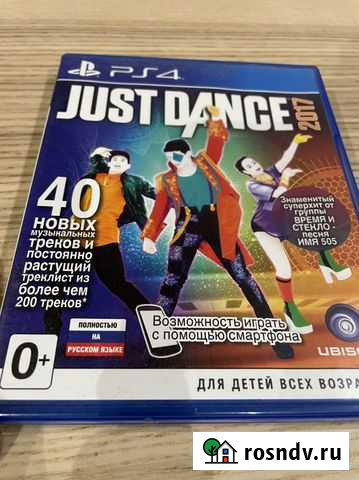 PS4
JUST DANCE 2017
40
НОВЫХ
музыкальных
треков и
постоянно
растущий
треклист из
более чем
200 треков*
Знаменитый
суперхит от
группы
ВРЕМЯ И
СТЕКЛО -
песня
ИМЯ 505
ПОЛНОСТЬЮ
НА
РУССКОМ ЯЗЫКЕ
Возможность играть
с помощью смартфона
0+
UBIS
ДЛЯ ДЕТЕЙ ВСЕХ ВОЗРА
rosndv.ru